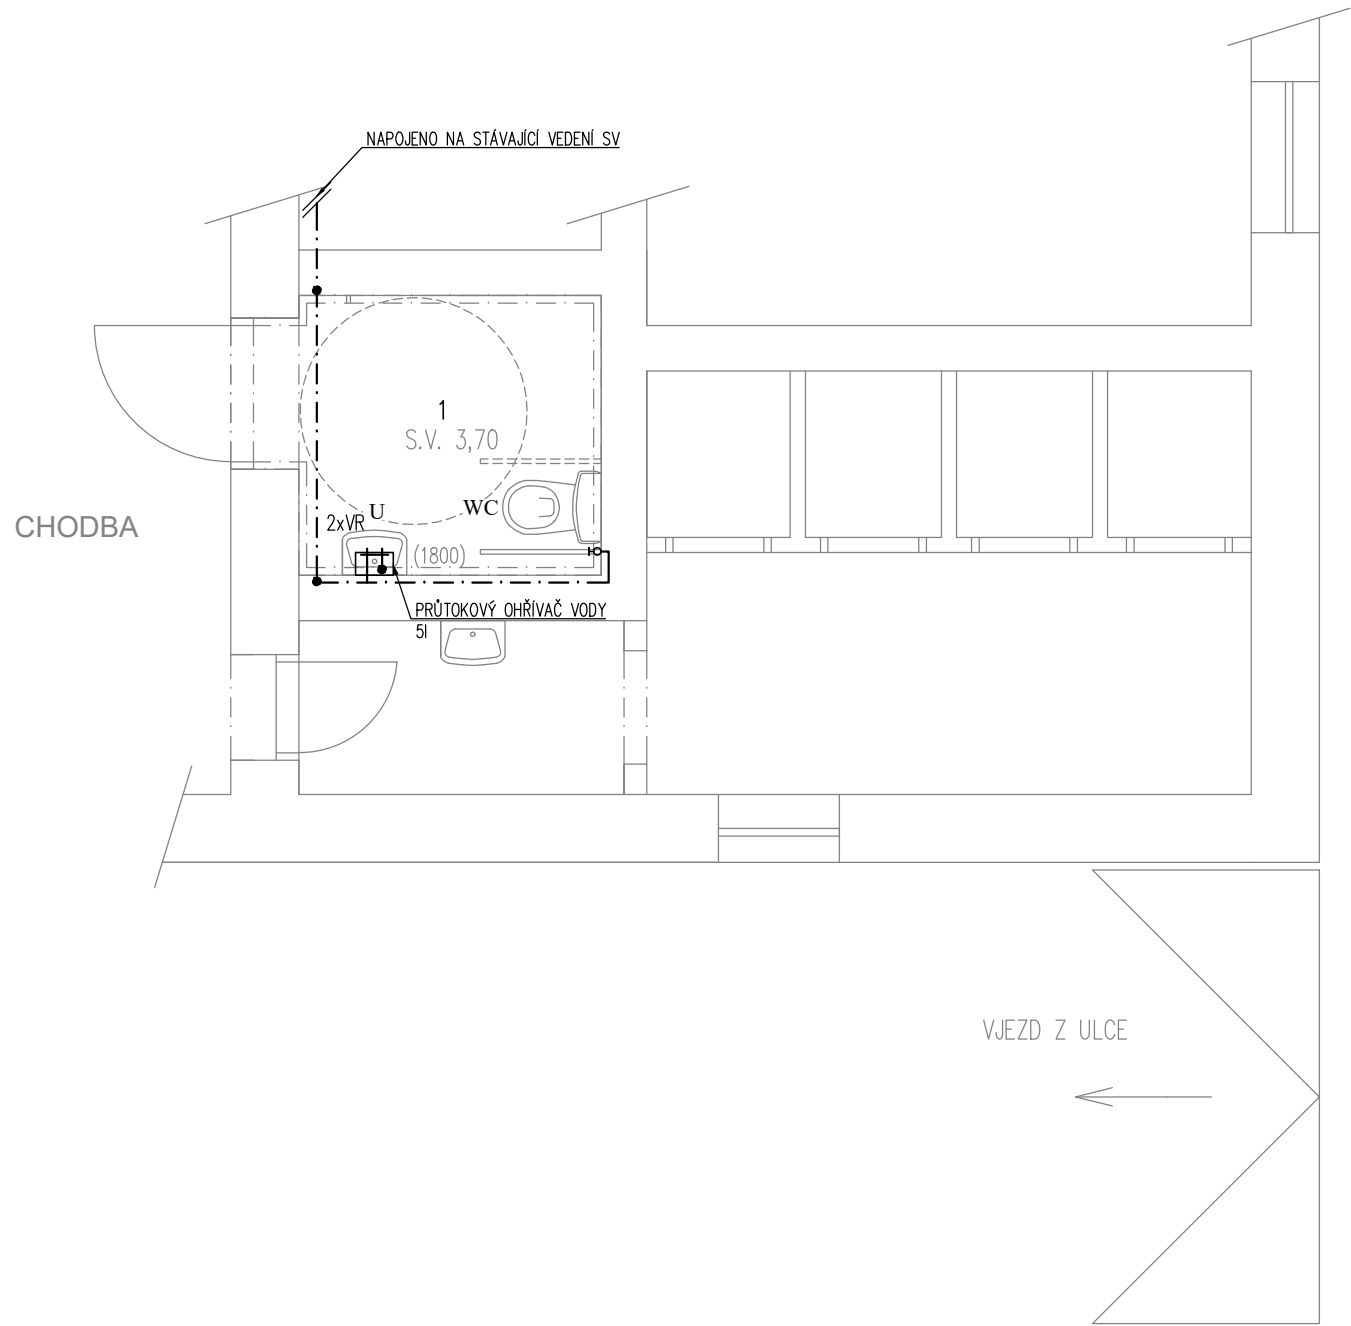 NAPOJENO NA STÁVAJÍCÍ VEDENÍ SV
1
S.V. 3,70
U
WC
2xVR
CHODBA
(1800)
PRŮTOKOVÝ OHŘÍVAČ VODY
5l
VJEZD Z ULCE